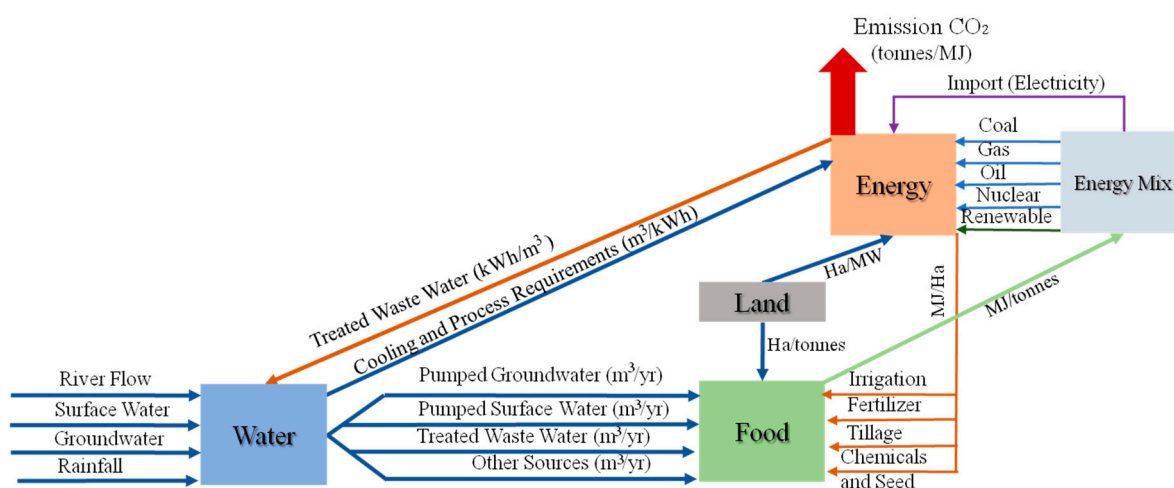 Emission CO₂
(tonnes/MJ)
Import (Electricity)
Coal
Gas
Oil
Nuclear
Renewable
Energy
Energy Mix
Treated Waste Water (kWh/m³)
Cooling and Process Requirements (m³/kWh)
Ha/MW
Land
Ha/tonnes
MJ/Ha
MJ/tonnes
River Flow
Surface Water
Groundwater
Rainfall
Water
Pumped Groundwater (m³/yr)
Pumped Surface Water (m³/yr)
Treated Waste Water (m³/yr)
Other Sources (m³/yr)
Food
Irrigation
Fertilizer
Tillage
Chemicals
and Seed